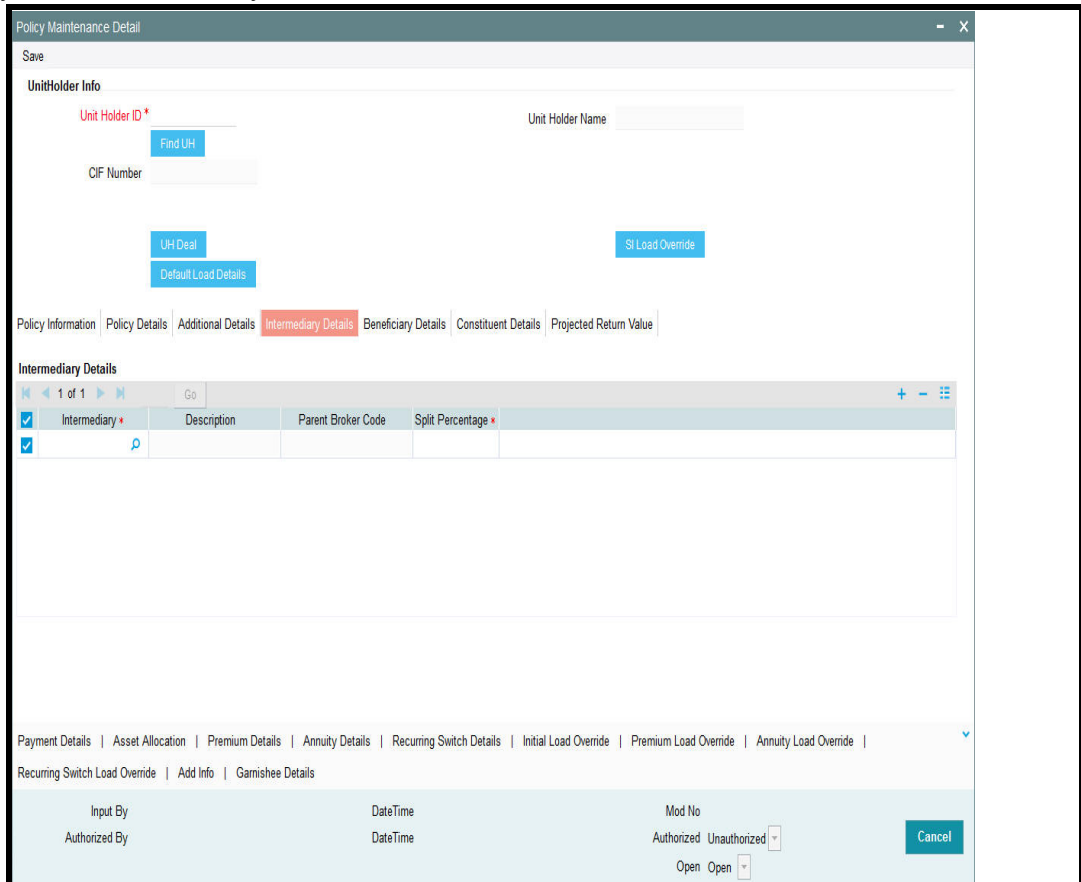 Policy Maintenance Detail - X
Save
UnitHolder Info
Unit Holder ID * Unit Holder Name
Find UH
CIF Number
UH Deal SI Load Override
Default Load Details
Policy Information Policy Details Additional Details Intermediary Details Beneficiary Details Constituent Details Projected Return Value
Intermediary Details
1 of 1 Go + -
Intermediary * Description Parent Broker Code Split Percentage *
Payment Details | Asset Allocation | Premium Details | Annuity Details | Recurring Switch Details | Initial Load Override | Premium Load Override | Annuity Load Override |
Recurring Switch Load Override | Add Info | Garnishee Details
Input By DateTime Mod No
Authorized By DateTime Authorized Unauthorized Cancel
Open Open